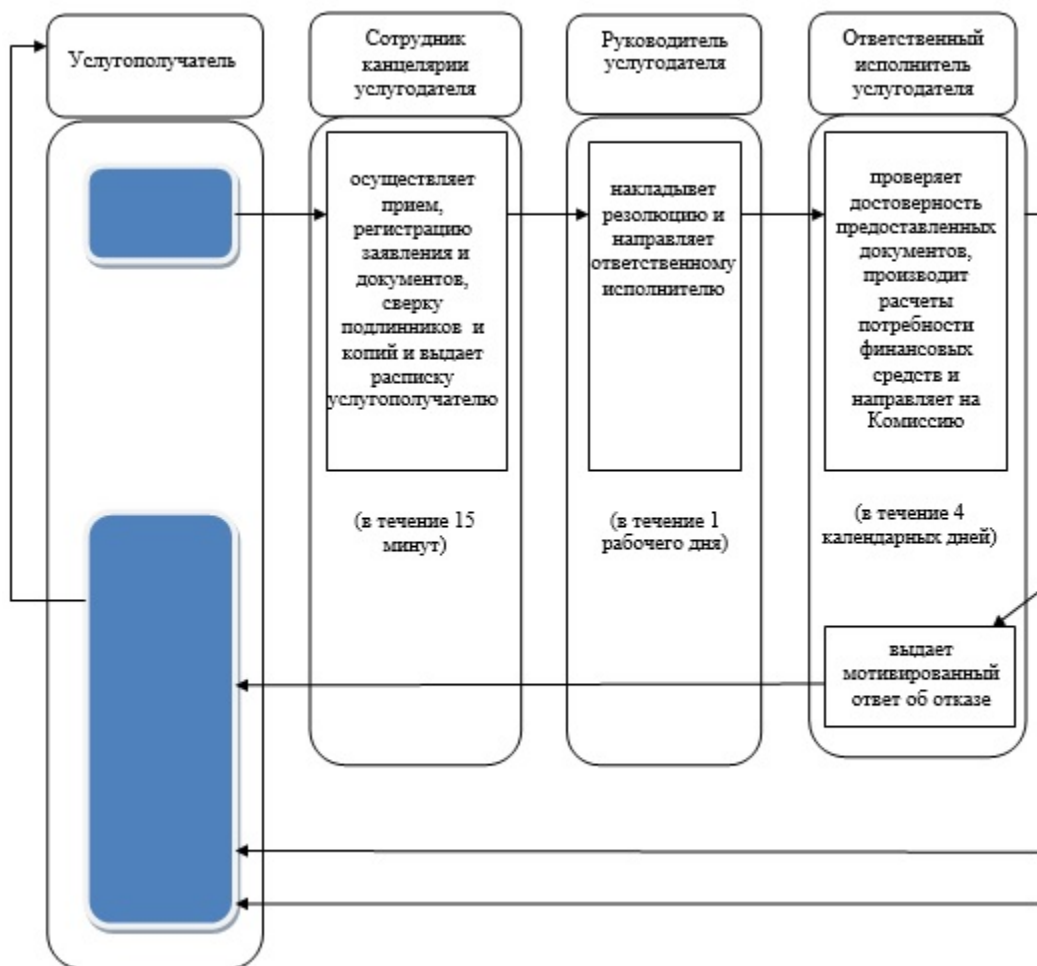 Услугополучатель
Сотрудник
канцелярии
услугодателя
Руководитель
услугодателя
Ответственный
исполнитель
услугодателя
осуществляет
прием,
регистрацию
заявления и
документов,
сверку
подлинников и
копий и выдает
расписку
услугополучателю
(в течение 15
минут)
накладывет
резолюцию и
направляет
ответственному
исполнителю
(в течение 1
рабочего дня)
проверяет
достоверность
предоставленных
документов,
производит
расчеты
потребности
финансовых
средств и
направляет на
Комиссию
(в течение 4
календарных дней)
выдает
мотивированный
ответ об отказе